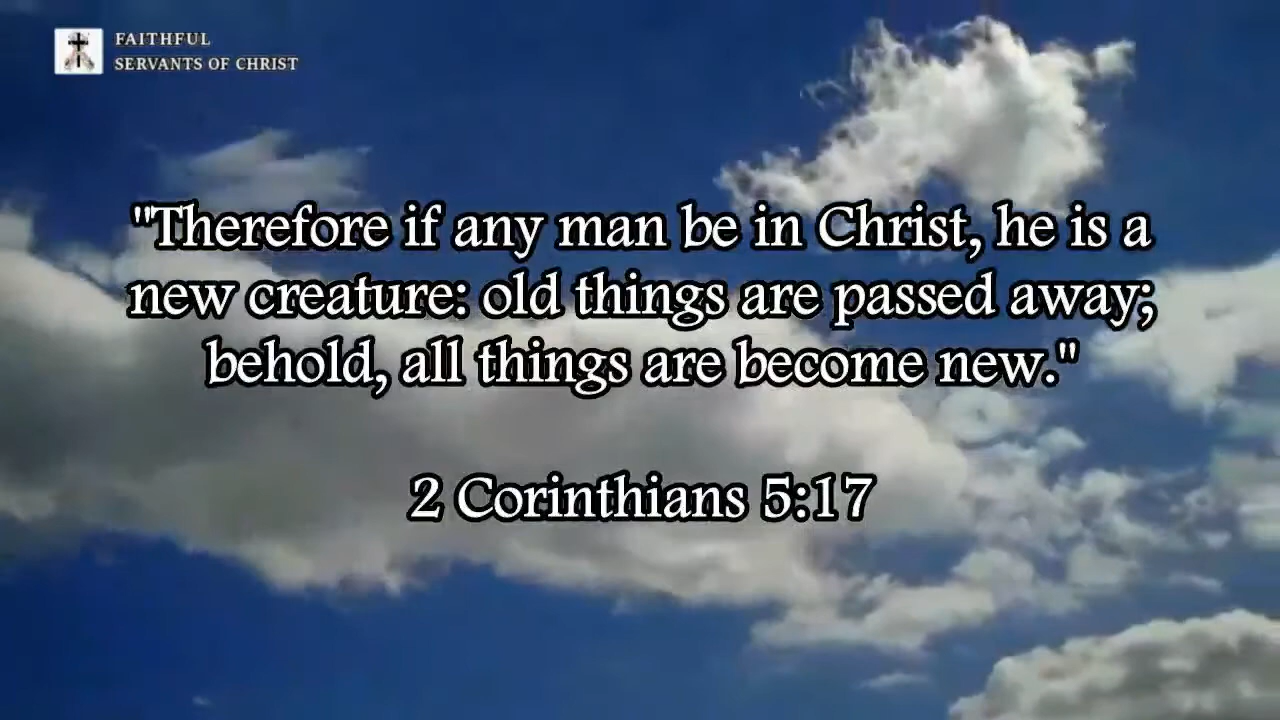 FAITHFUL
SERVANTS OF CHRIST
"Therefore if any man be in Christ, he is a
new creature: old things are passed away;
behold, all things are become new."
2 Corinthians 5:17